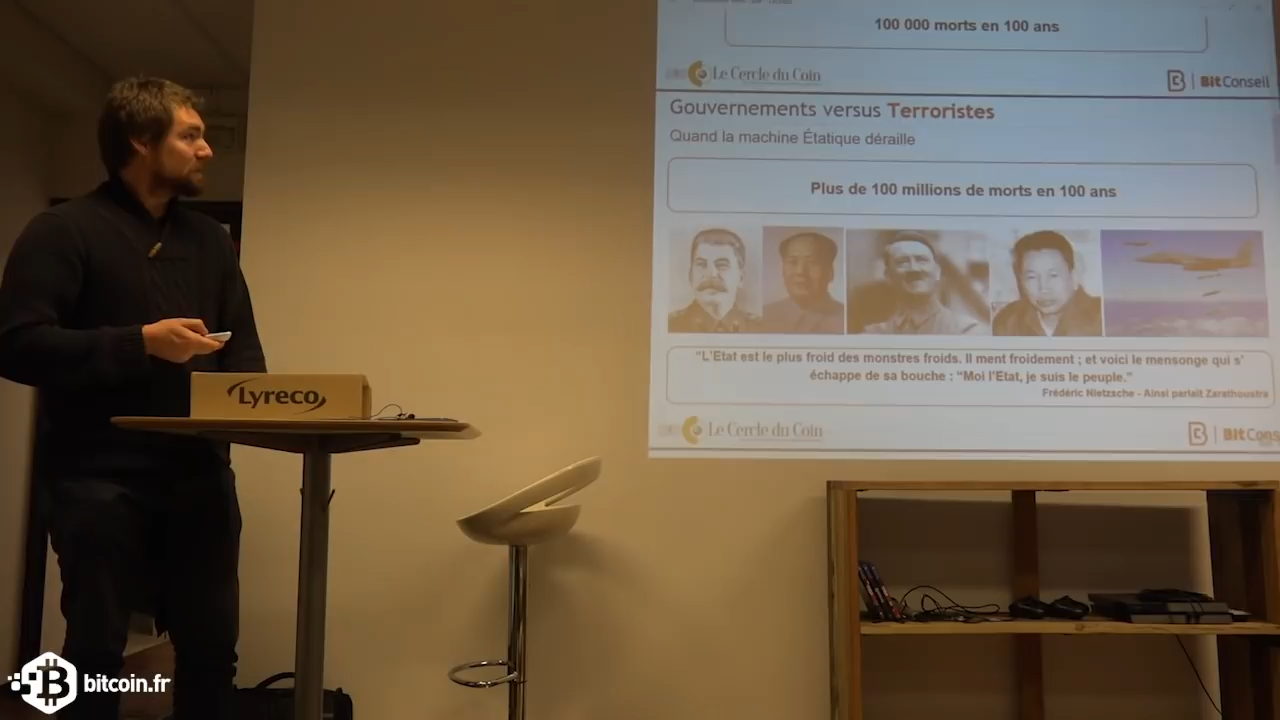 100 000 morts en 100 ans
Le Cercle du Coin
BitConseil
Gouvernements versus Terroristes
Quand la machine Étatique déraille
Plus de 100 millions de morts en 100 ans
"L'Etat est le plus froid des monstres froids. Il ment froidement ; et voici le mensonge qui s'
échappe de sa bouche : "Moi l'Etat, je suis le peuple."
Frédéric Nietzsche - Ainsi parlait Zarathoustra
Le Cercle du Coin
BitCons
Lyreco
bitcoin.fr